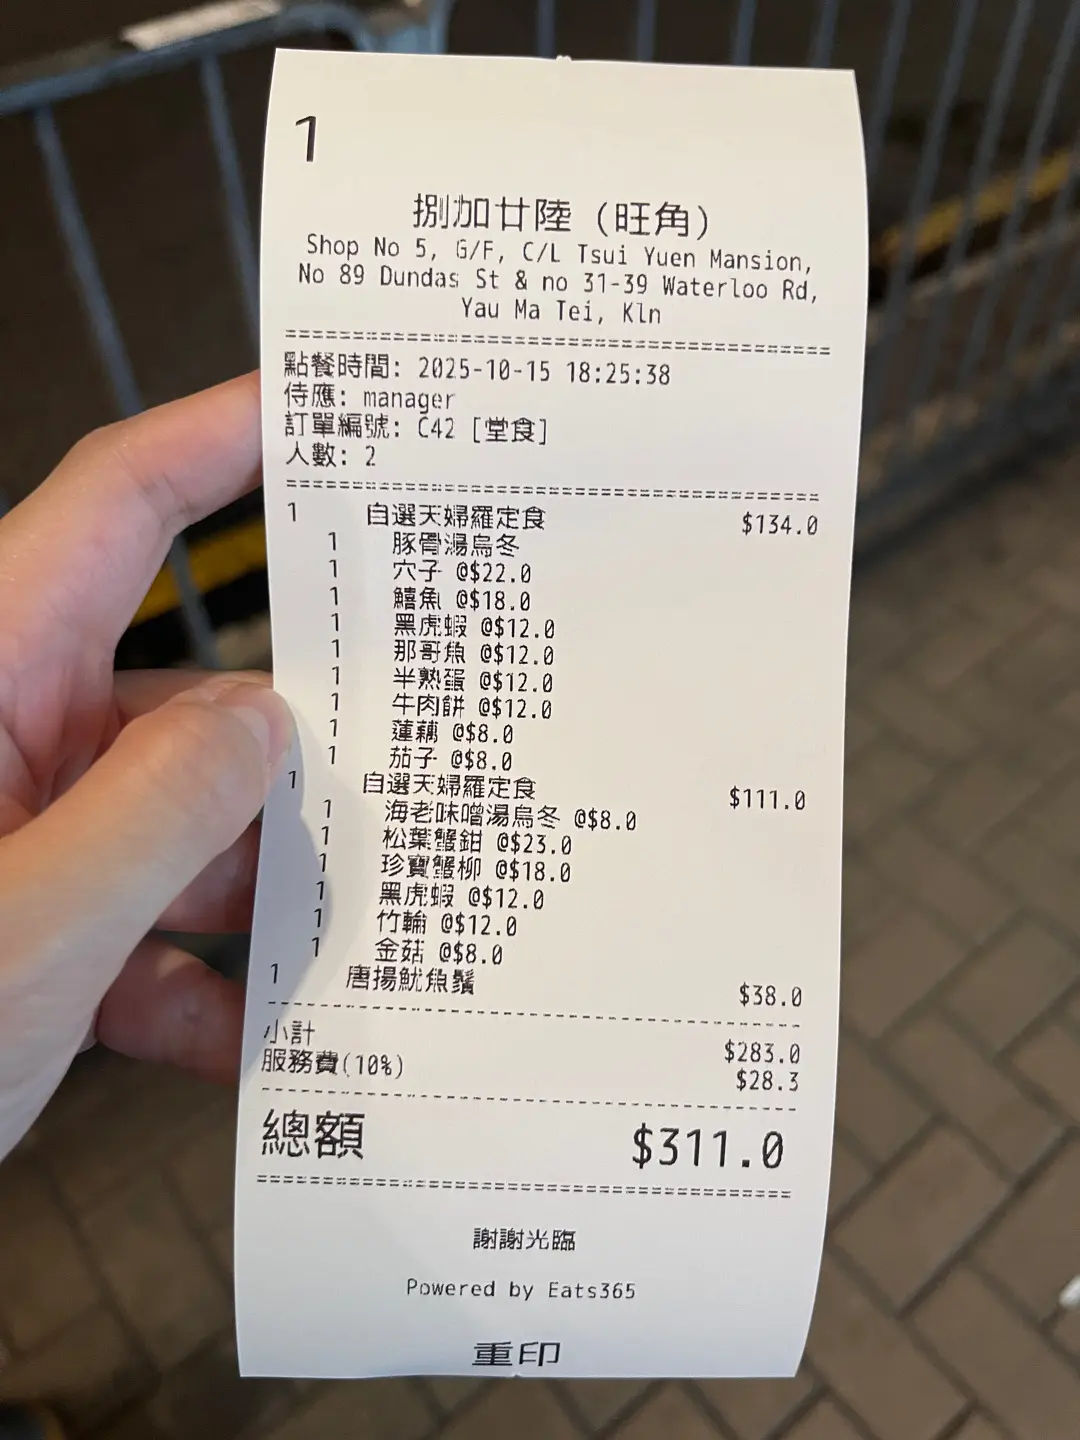 1
捌加廿陸 (旺角)
Shop No 5, G/F, C/L Tsui Yuen Mansion,
No 89 Dundas St & no 31-39 Waterloo Rd,
Yau Ma Tei, Kln
點餐時間: 2025-10-15 18:25:38
侍應: manager
訂單編號: C42 [堂食]
人數: 2
1 自選天婦羅定食 $134.0
1 豚骨湯烏冬
1 穴子 @$22.0
1 鱚魚 @$18.0
1 黑虎蝦 @$12.0
1 那哥魚 @$12.0
1 半熟蛋 @$12.0
1 牛肉餅 @$12.0
1 蓮藕 @$8.0
1 茄子 @$8.0
1 自選天婦羅定食 $111.0
1 海老味噌湯烏冬 @$8.0
1 松葉蟹鉗 @$23.0
1 珍寶蟹柳 @$18.0
1 黑虎蝦 @$12.0
1 竹輪 @$12.0
1 金菇 @$8.0
1 唐揚魷魚鬚 $38.0
小計 $283.0
服務費(10%) $28.3
總額 $311.0
謝謝光臨
Powered by Eats365
重印